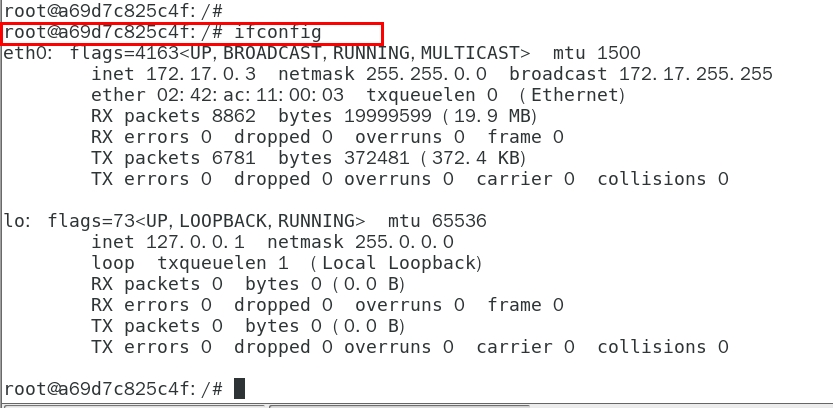 root@a69d7c825c4f:/#
root@a69d7c825c4f:/# ifconfig
eth0: flags=4163<UP,BROADCAST,RUNNING,MULTICAST>  mtu 1500
        inet 172.17.0.3  netmask 255.255.0.0  broadcast 172.17.255.255
        ether 02:42:ac:11:00:03  txqueuelen 0  (Ethernet)
        RX packets 8862  bytes 19999599 (19.9 MB)
        RX errors 0  dropped 0  overruns 0  frame 0
        TX packets 6781  bytes 372481 (372.4 KB)
        TX errors 0  dropped 0 overruns 0  carrier 0  collisions 0
lo: flags=73<UP,LOOPBACK,RUNNING>  mtu 65536
        inet 127.0.0.1  netmask 255.0.0.0
        loop  txqueuelen 1  (Local Loopback)
        RX packets 0  bytes 0 (0.0 B)
        RX errors 0  dropped 0  overruns 0  frame 0
        TX packets 0  bytes 0 (0.0 B)
        TX errors 0  dropped 0 overruns 0  carrier 0  collisions 0
root@a69d7c825c4f:/#